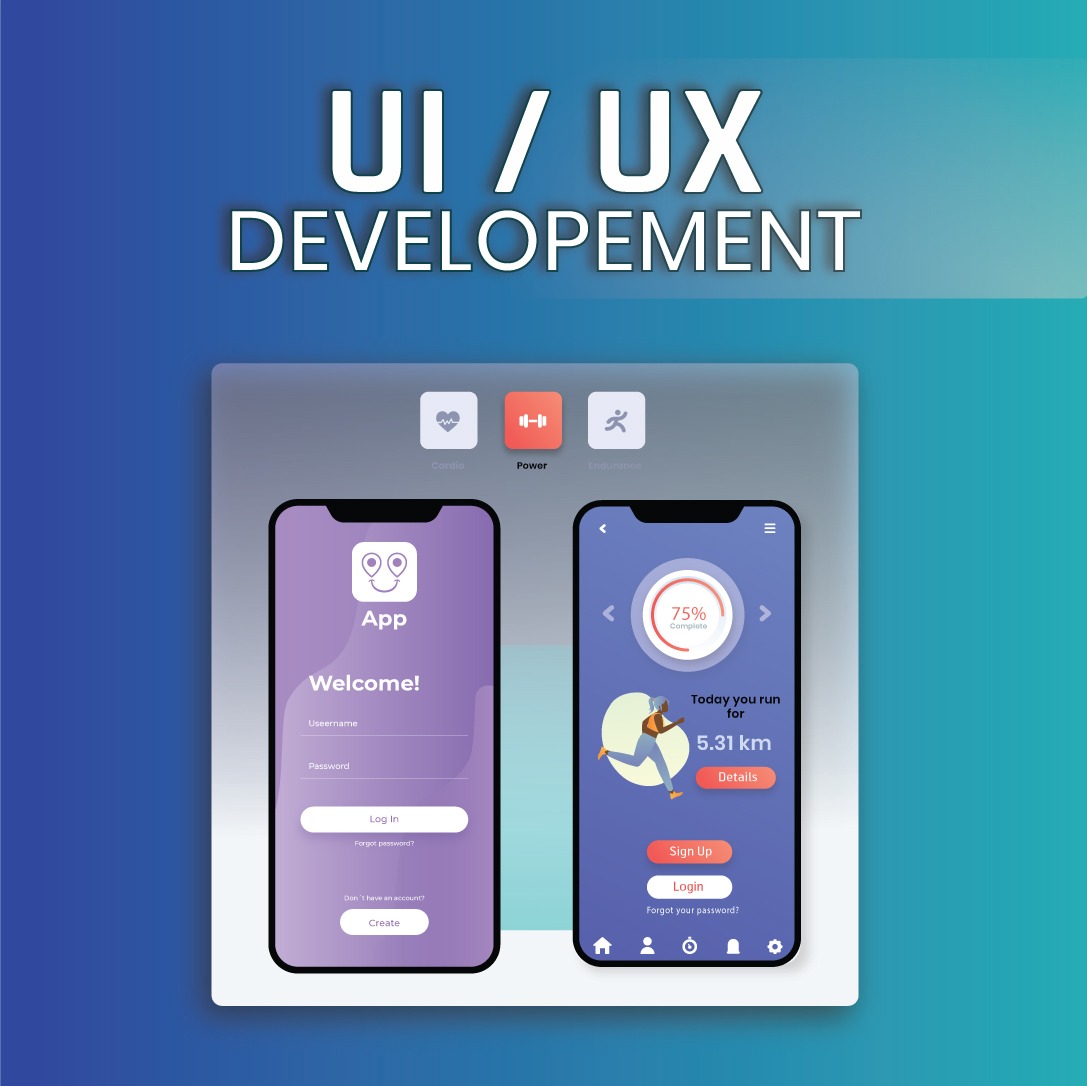 UI / UX
DEVELOPEMENT
Cardio
Power
Endurance
App
Welcome!
Useername
Password
Log In
Forgot password?
Don´t have an account?
Create
75%
Complete
Today you run
for
5.31 km
Details
Sign Up
Login
Forgot your password?